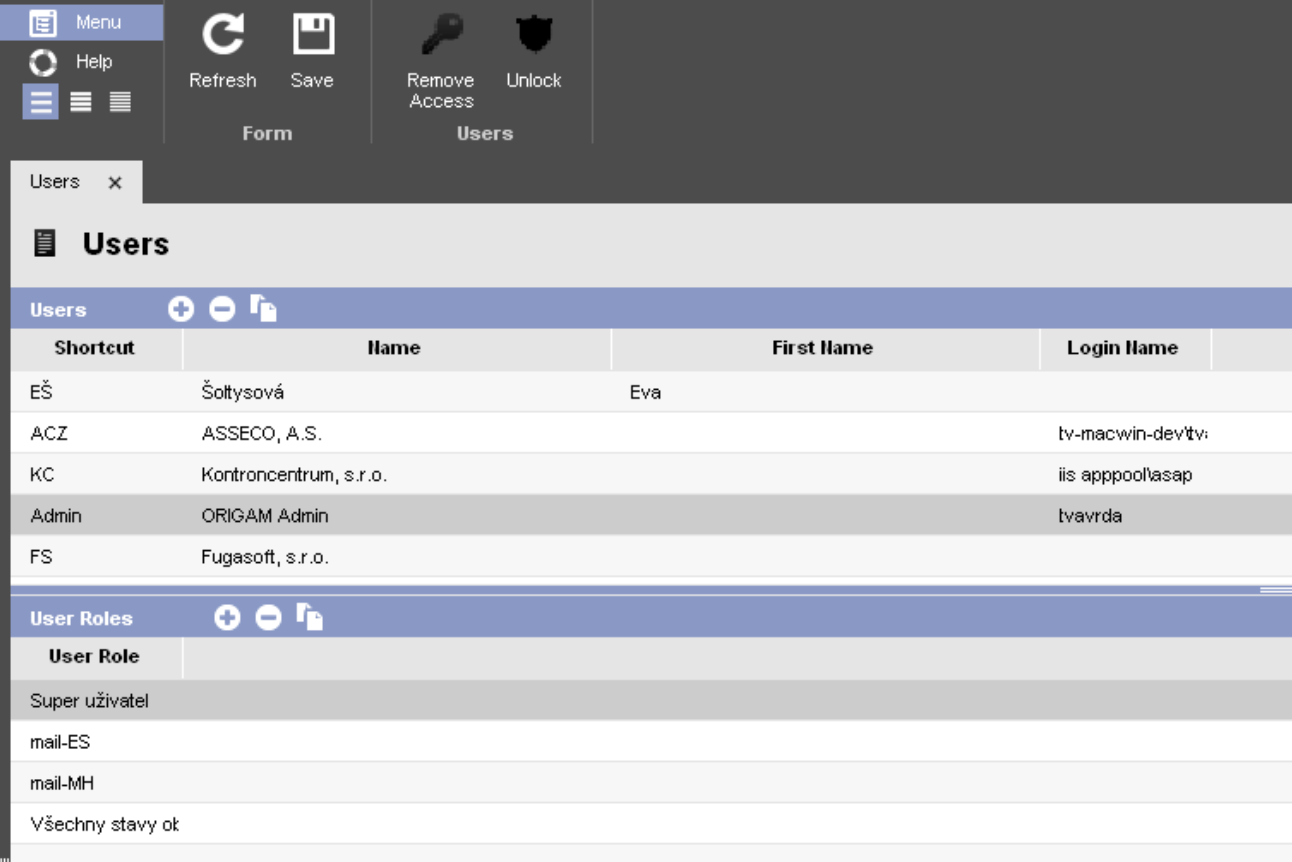 Menu
Help
Refresh Save
Remove Access Unlock
Form Users
Users
Users
Users
Shortcut Name First Name Login Name
EŠ Šoltysová Eva
ACZ ASSECO, A.S. tv-macwin-dev\tva
KC Kontroncentrum, s.r.o. iis apppool\asap
Admin ORIGAM Admin tvavrda
FS Fugasoft, s.r.o.
User Roles
User Role
Super uživatel
mail-ES
mail-MH
Všechny stavy ok